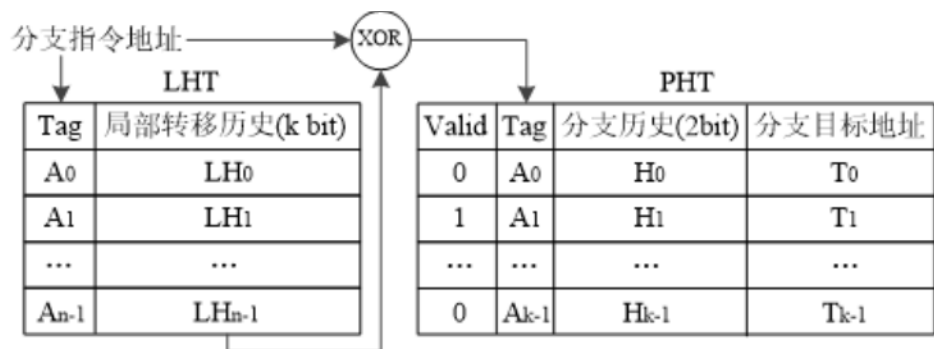 分支指令地址 XOR
LHT PHT
Tag 局部转移历史(k bit) Valid Tag 分支历史(2bit) 分支目标地址
A0 LH0 0 A0 H0 T0
A1 LH1 1 A1 H1 T1
... ... ... ... ... ...
An-1 LHn-1 0 Ak-1 Hk-1 Tk-1